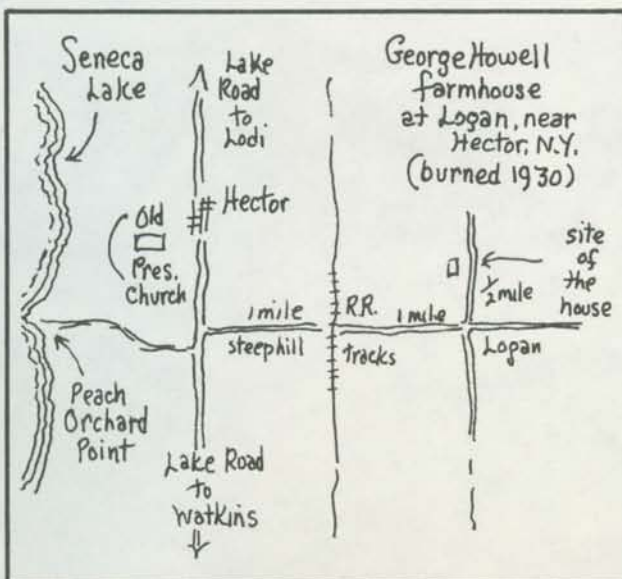 Seneca
Lake
Lake
Road
to
Lodi
George Howell
farmhouse
at Logan, near
Hector, N.Y.
(burned 1930)
Hector
Old
Pres.
Church
site
of
the
house
1/2 mile
1 mile
R.R.
1 mile
steep hill
tracks
Logan
Peach
Orchard
Point
Lake Road
to
Watkins